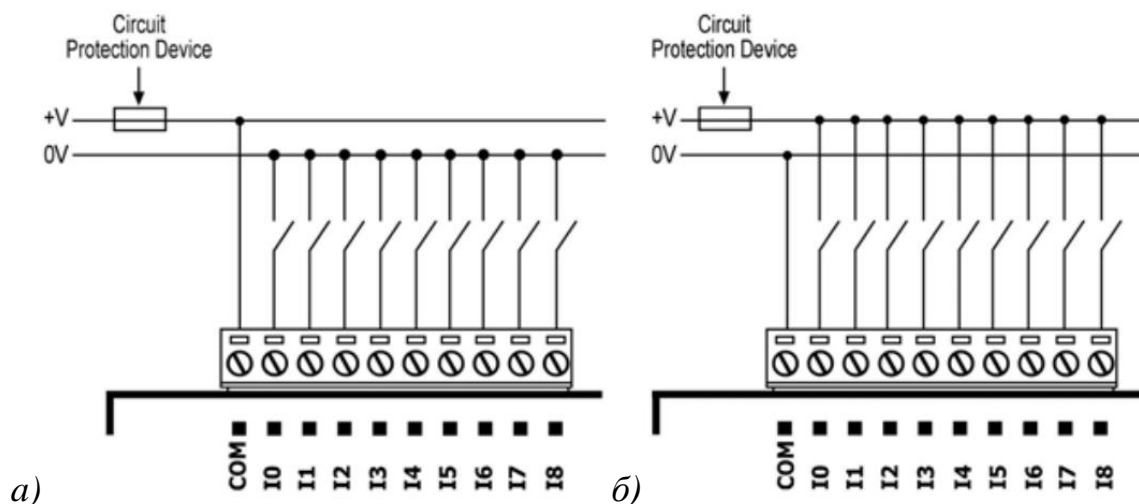 Circuit
Protection Device
+V
0V
COM I0 I1 I2 I3 I4 I5 I6 I7 I8
а)
Circuit
Protection Device
+V
0V
COM I0 I1 I2 I3 I4 I5 I6 I7 I8
б)